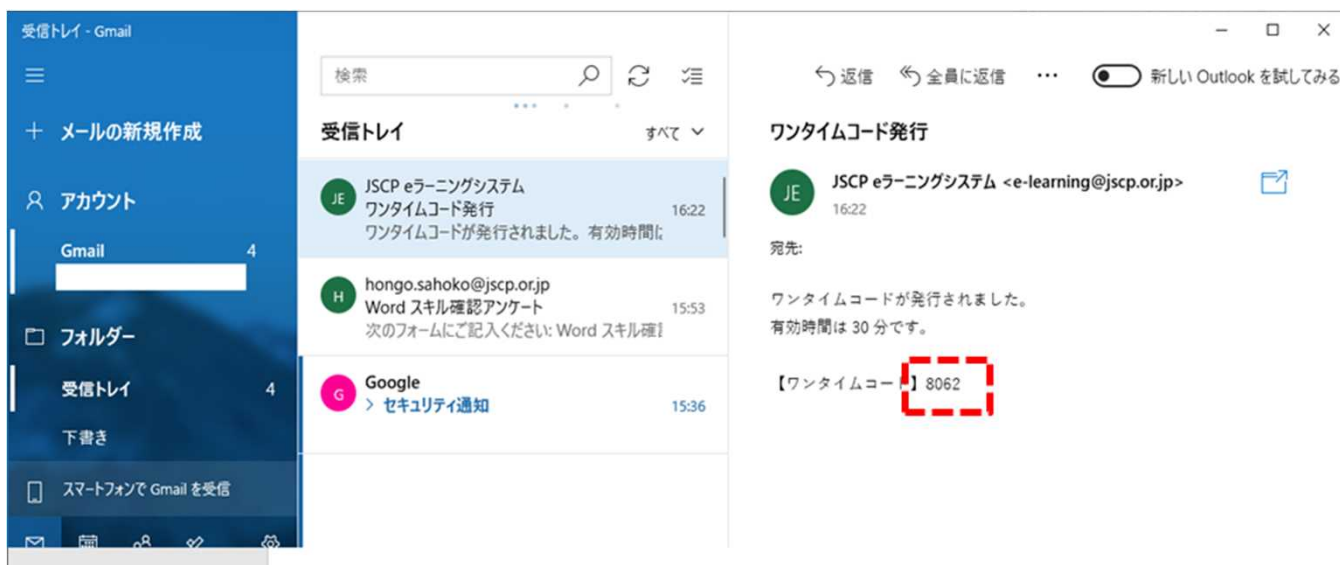 受信トレイ - Gmail
メールの新規作成
アカウント
Gmail 4
フォルダー
受信トレイ 4
下書き
スマートフォンで Gmail を受信
検索
受信トレイ すべて
JE
JSCP eラーニングシステム
ワンタイムコード発行 16:22
ワンタイムコードが発行されました。有効時間に
H
hongo.sahoko@jscp.or.jp
Word スキル確認アンケート 15:53
次のフォームにご記入ください: Word スキル確
G
Google
> セキュリティ通知 15:36
返信 全員に返信 … 新しい Outlook を試してみる
ワンタイムコード発行
JE
JSCP eラーニングシステム <e-learning@jscp.or.jp>
16:22
宛先:
ワンタイムコードが発行されました。
有効時間は 30 分です。
【ワンタイムコー 】8062